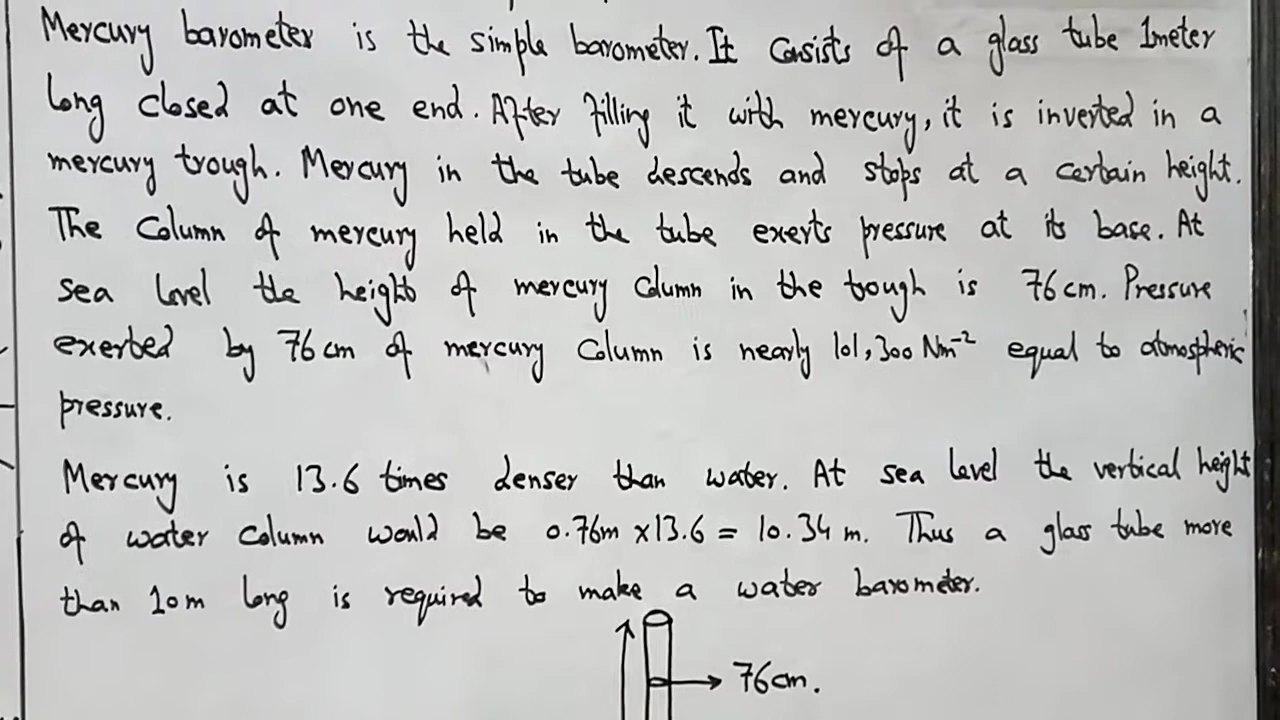 Mercury barometer is the simple barometer. It Consists of a glass tube 1meter
long closed at one end. After filling it with mercury, it is inverted in a
mercury trough. Mercury in the tube descends and stops at a certain height.
The Column of mercury held in the tube exerts pressure at its base. At
sea level the height of mercury Column in the trough is 76 cm. Pressure
exerted by 76 cm of mercury Column is nearly 101,300 Nm⁻² equal to atmospheric
pressure.
Mercury is 13.6 times denser than water. At sea level the vertical height
of water Column would be 0.76m x13.6 = 10.34 m. Thus a glass tube more
than 10m long is required to make a water barometer.
76cm.